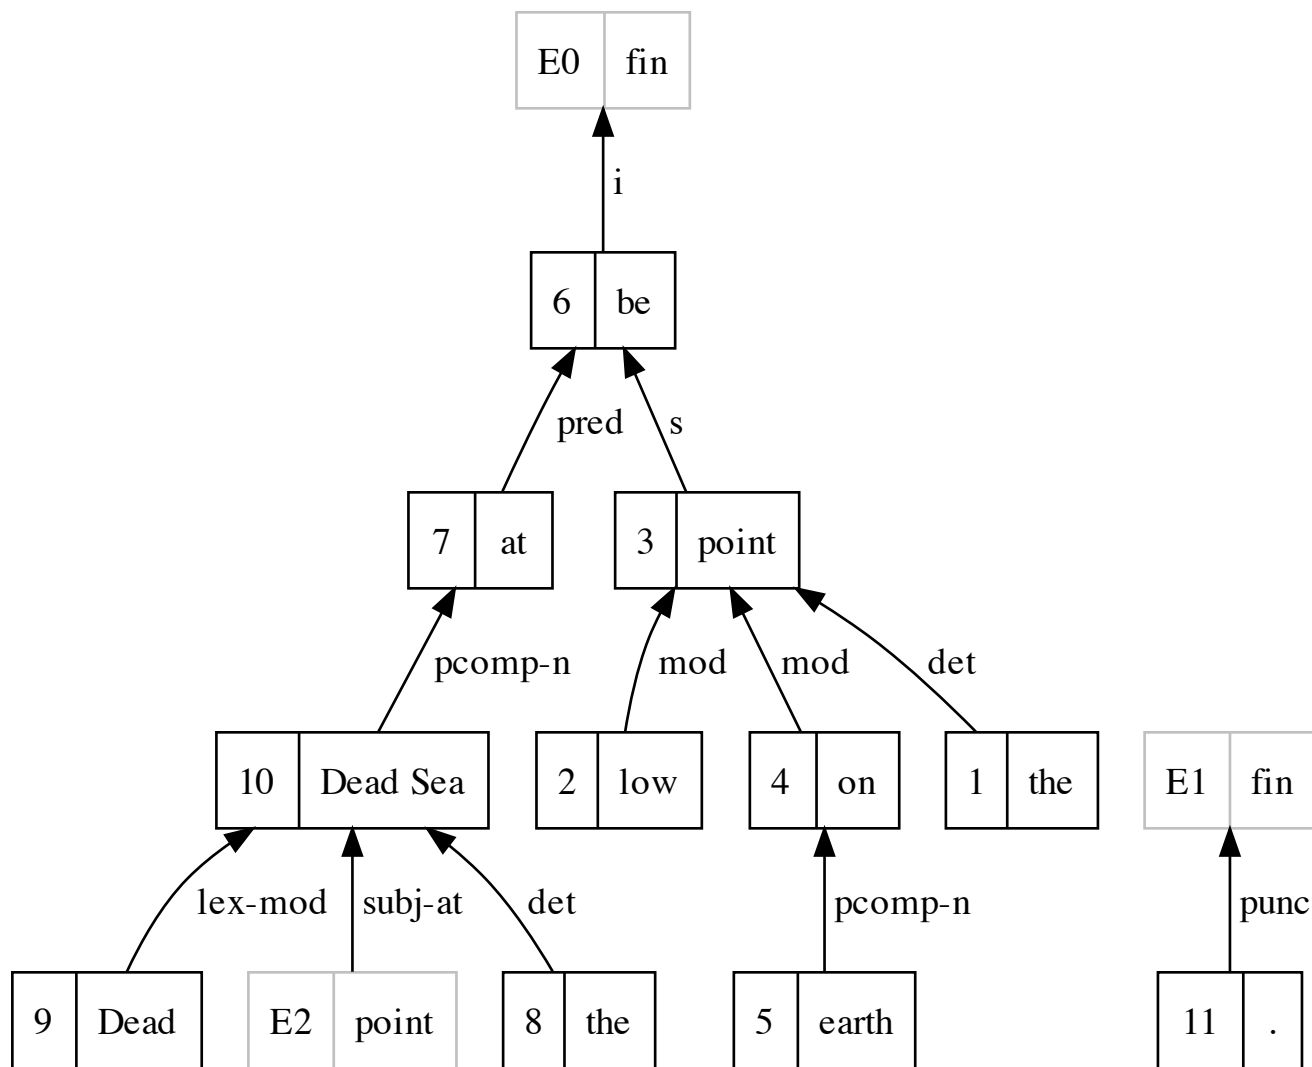 E0 fin
i
6 be
pred s
7 at 3 point
pcomp-n mod mod det
10 Dead Sea 2 low 4 on 1 the E1 fin
lex-mod subj-at det pcomp-n punc
9 Dead E2 point 8 the 5 earth 11 .